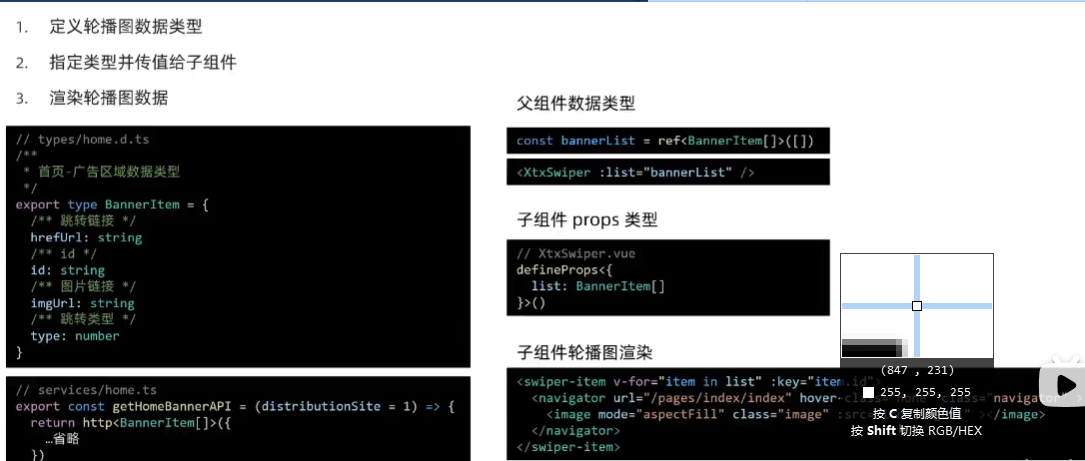 1. 定义轮播图数据类型
2. 指定类型并传值给子组件
3. 渲染轮播图数据
// types/home.d.ts
/**
 * 首页-广告区域数据类型
 */
export type BannerItem = {
  /** 跳转链接 */
  hrefUrl: string
  /** id */
  id: string
  /** 图片链接 */
  imgUrl: string
  /** 跳转类型 */
  type: number
}
// services/home.ts
export const getHomeBannerAPI = (distributionSite = 1) => {
  return http<BannerItem[]>({
    …省略
  })
父组件数据类型
const bannerList = ref<BannerItem[]>([])
<XtxSwiper :list="bannerList" />
子组件 props 类型
// XtxSwiper.vue
defineProps<{
  list: BannerItem[]
}>()
子组件轮播图渲染
<swiper-item v-for="item in list" :key="item.id">
  <navigator url="/pages/index/index" hover-class="none" class="navigator">
    <image mode="aspectFill" class="image" ></image>
  </navigator>
</swiper-item>
(847 , 231)
255, 255, 255
按 C 复制颜色值
按 Shift 切换 RGB/HEX